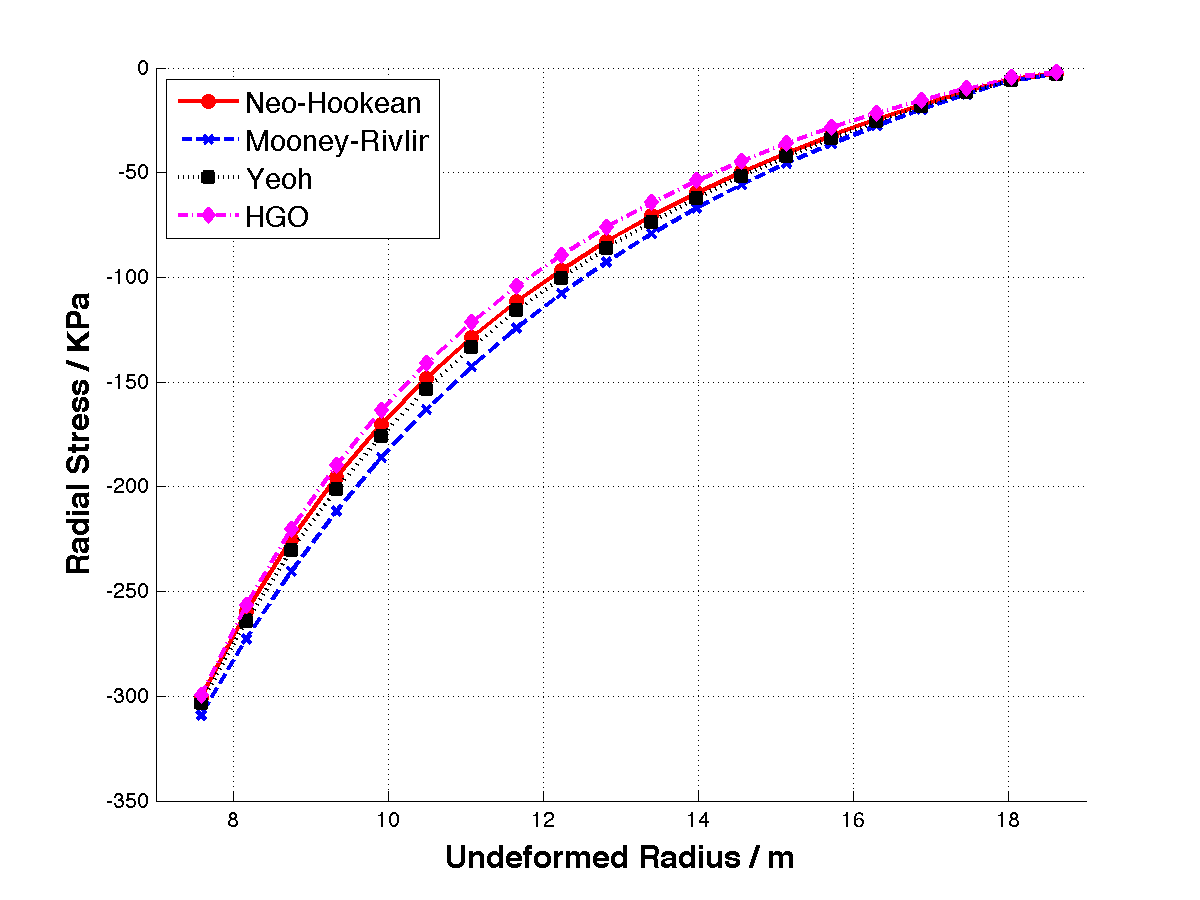 0
-50
-100
-150
-200
-250
-300
-350
8
10
12
14
16
18
Neo-Hookean
Mooney-Rivlir
Yeoh
HGO
Radial Stress / KPa
Undeformed Radius / m